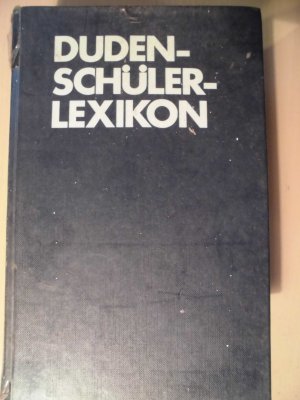 DUDEN-
SCHÜLER-
LEXIKON